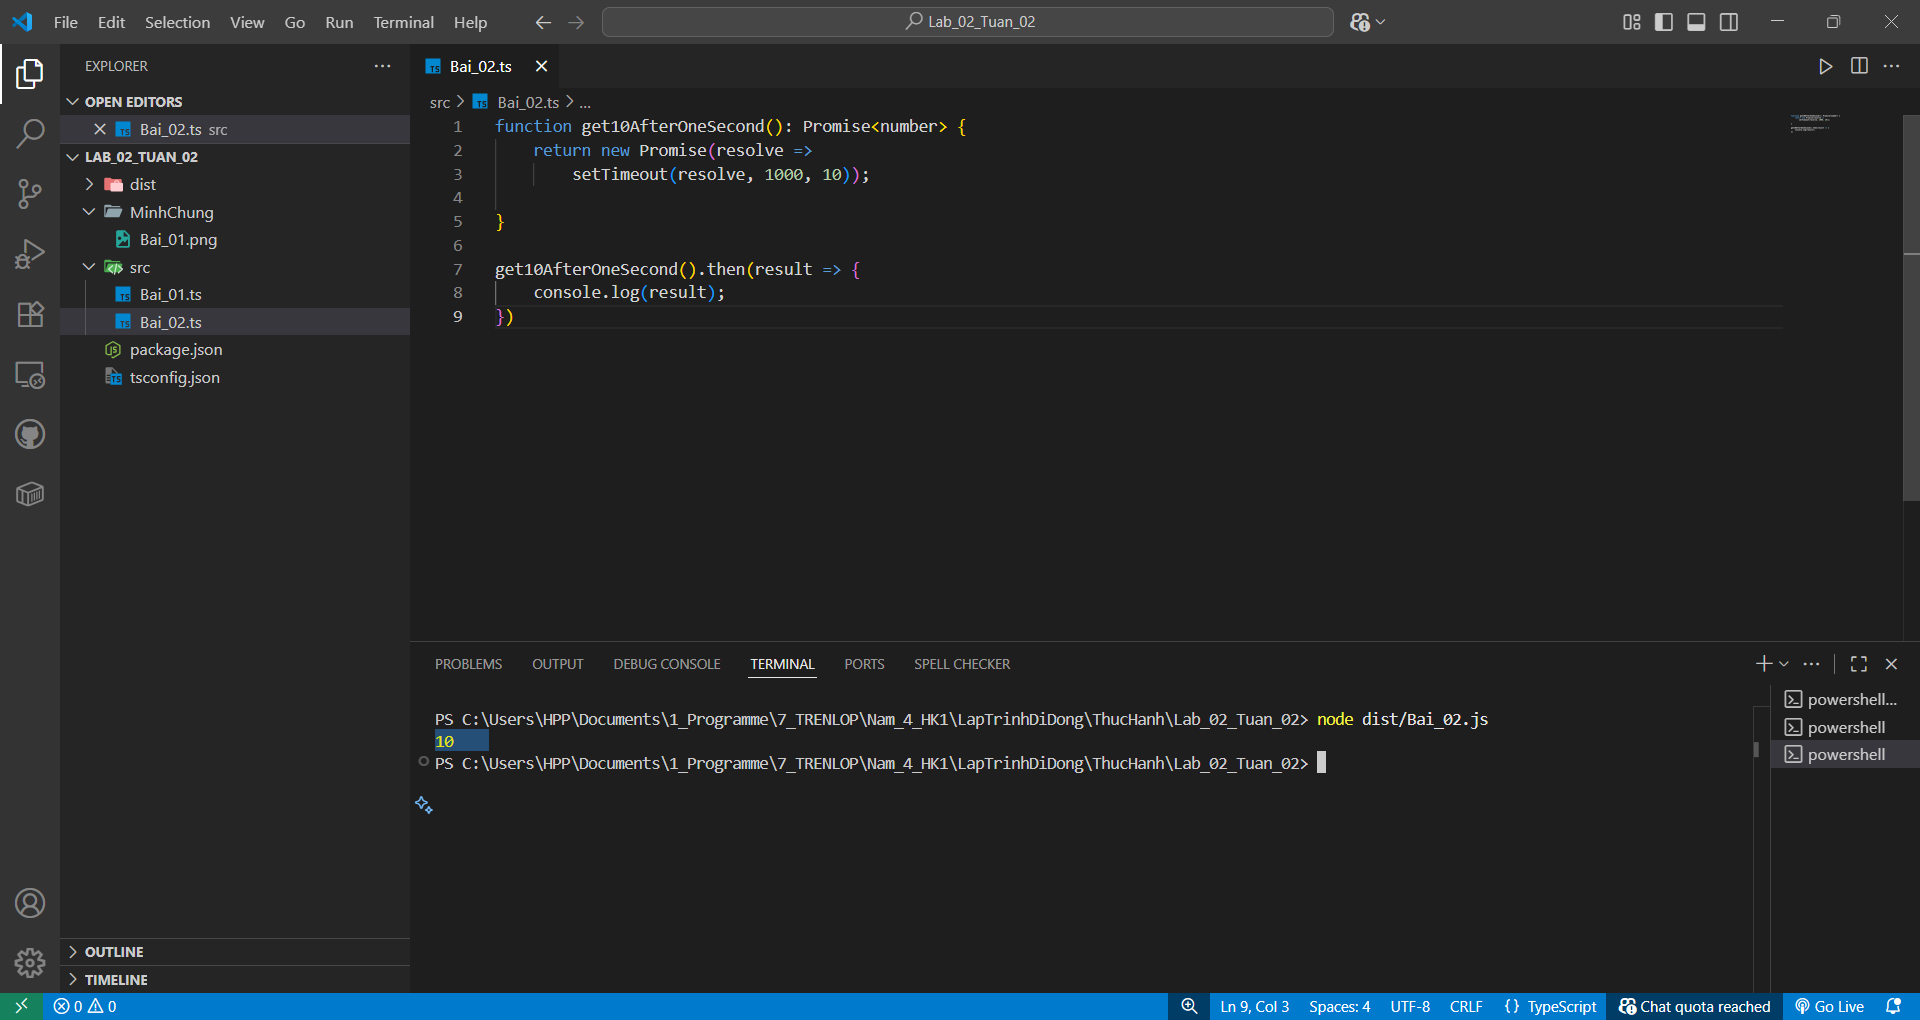 File Edit Selection View Go Run Terminal Help
Lab_02_Tuan_02
EXPLORER
OPEN EDITORS
Bai_02.ts src
LAB_02_TUAN_02
dist
MinhChung
Bai_01.png
src
Bai_01.ts
Bai_02.ts
package.json
tsconfig.json
OUTLINE
TIMELINE
Bai_02.ts
src > Bai_02.ts > ...
1 function get10AfterOneSecond(): Promise<number> {
2 return new Promise(resolve =>
3 setTimeout(resolve, 1000, 10));
4
5 }
6
7 get10AfterOneSecond().then(result => {
8 console.log(result);
9 })
PROBLEMS OUTPUT DEBUG CONSOLE TERMINAL PORTS SPELL CHECKER
PS C:\Users\HPP\Documents\1_Programme\7_TRENLOP\Nam_4_HK1\LapTrinhDiDong\ThucHanh\Lab_02_Tuan_02> node dist/Bai_02.js
10
PS C:\Users\HPP\Documents\1_Programme\7_TRENLOP\Nam_4_HK1\LapTrinhDiDong\ThucHanh\Lab_02_Tuan_02>
powershell...
powershell
powershell
0 0
Ln 9, Col 3 Spaces: 4 UTF-8 CRLF {} TypeScript Chat quota reached Go Live